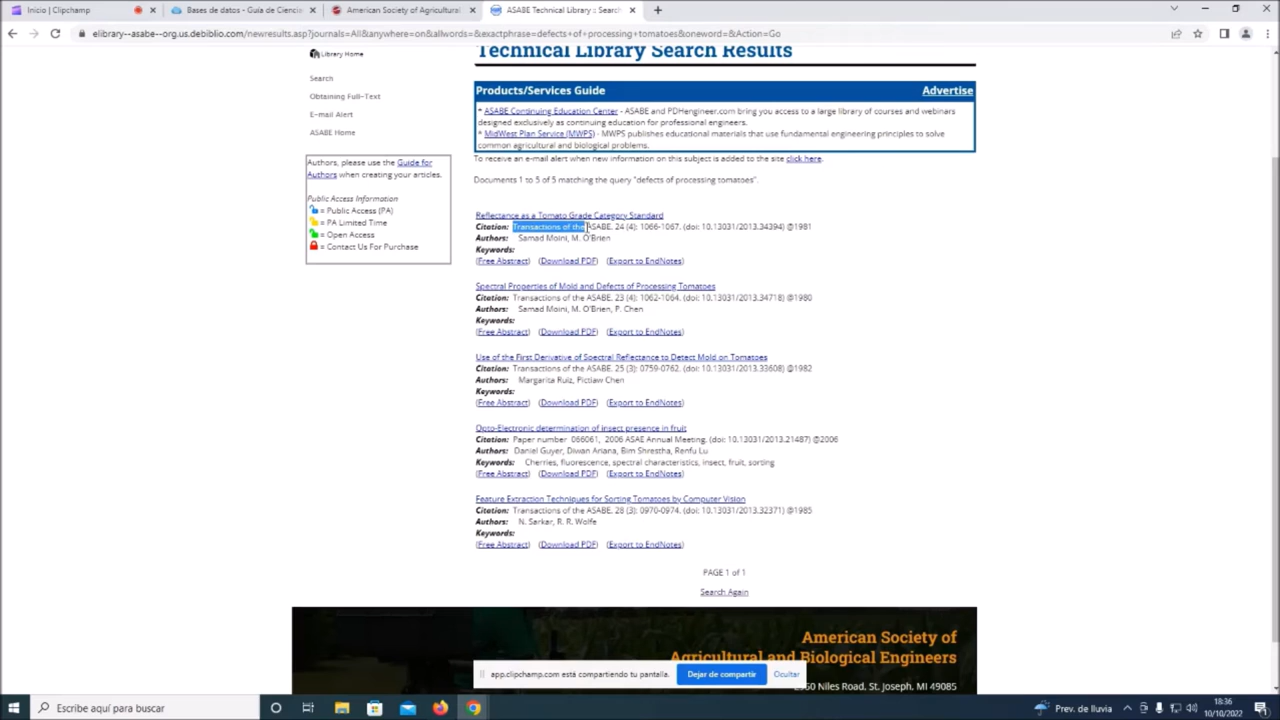 Inicio | Clipchamp
Bases de datos - Guía de Cienci
American Society of Agricultural
ASABE Technical Library :: Search
elibrary--asabe--org.us.debiblio.com/newresults.asp?journals=All&anywhere=on&allwords=&exactphrase=defects+of+processing+tomatoes&oneword=&Action=Go
Library Home
Search
Obtaining Full-Text
E-mail Alert
ASABE Home
Authors, please use the Guide for
Authors when creating your articles.
Public Access Information
= Public Access (PA)
= PA Limited Time
= Open Access
= Contact Us For Purchase
Technical Library Search Results
Products/Services Guide Advertise
* ASABE Continuing Education Center - ASABE and PDHengineer.com bring you access to a large library of courses and webinars
designed exclusively as continuing education for professional engineers.
* MidWest Plan Service (MWPS) - MWPS publishes educational materials that use fundamental engineering principles to solve
common agricultural and biological problems.
To receive an e-mail alert when new information on this subject is added to the site click here.
Documents 1 to 5 of 5 matching the query "defects of processing tomatoes".
Reflectance as a Tomato Grade Category Standard
Citation: Transactions of the ASABE. 24 (4): 1066-1067. (doi: 10.13031/2013.34394) @1981
Authors: Samad Moini, M. O'Brien
Keywords:
(Free Abstract) (Download PDF) (Export to EndNotes)
Spectral Properties of Mold and Defects of Processing Tomatoes
Citation: Transactions of the ASABE. 23 (4): 1062-1064. (doi: 10.13031/2013.34718) @1980
Authors: Samad Moini, M. O'Brien, P. Chen
Keywords:
(Free Abstract) (Download PDF) (Export to EndNotes)
Use of the First Derivative of Spectral Reflectance to Detect Mold on Tomatoes
Citation: Transactions of the ASABE. 25 (3): 0759-0762. (doi: 10.13031/2013.33608) @1982
Authors: Margarita Ruiz, Pictiaw Chen
Keywords:
(Free Abstract) (Download PDF) (Export to EndNotes)
Opto-Electronic determination of insect presence in fruit
Citation: Paper number 066061, 2006 ASAE Annual Meeting. (doi: 10.13031/2013.21487) @2006
Authors: Daniel Guyer, Diwan Ariana, Bim Shrestha, Renfu Lu
Keywords: Cherries, fluorescence, spectral characteristics, insect, fruit, sorting
(Free Abstract) (Download PDF) (Export to EndNotes)
Feature Extraction Techniques for Sorting Tomatoes by Computer Vision
Citation: Transactions of the ASABE. 28 (3): 0970-0974. (doi: 10.13031/2013.32371) @1985
Authors: N. Sarkar, R. R. Wolfe
Keywords:
(Free Abstract) (Download PDF) (Export to EndNotes)
PAGE 1 of 1
Search Again
American Society of
Agricultural and Biological Engineers
app.clipchamp.com está compartiendo tu pantalla. Dejar de compartir Ocultar
2950 Niles Road, St. Joseph, MI 49085
Escribe aquí para buscar
Prev. de lluvia
18:36
10/10/2022